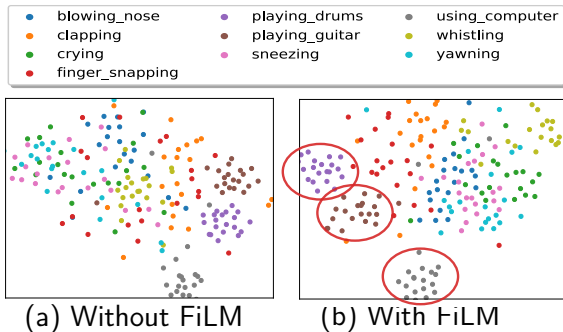 blowing_nose playing_drums using_computer
clapping playing_guitar whistling
crying sneezing yawning
finger_snapping
(a) Without FiLM (b) With FiLM